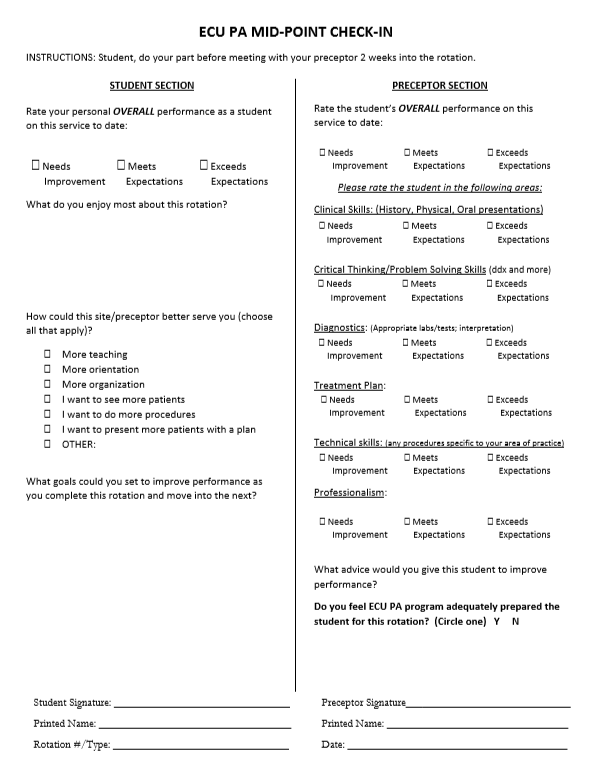 ECU PA MID-POINT CHECK-IN
INSTRUCTIONS: Student, do your part before meeting with your preceptor 2 weeks into the rotation.
STUDENT SECTION
Rate your personal OVERALL performance as a student
on this service to date:
☐ Needs ☐ Meets ☐ Exceeds
Improvement Expectations Expectations
What do you enjoy most about this rotation?
How could this site/preceptor better serve you (choose
all that apply)?
☐ More teaching
☐ More orientation
☐ More organization
☐ I want to see more patients
☐ I want to do more procedures
☐ I want to present more patients with a plan
☐ OTHER:
What goals could you set to improve performance as
you complete this rotation and move into the next?
PRECEPTOR SECTION
Rate the student's OVERALL performance on this
service to date:
☐ Needs ☐ Meets ☐ Exceeds
Improvement Expectations Expectations
Please rate the student in the following areas:
Clinical Skills: (History, Physical, Oral presentations)
☐ Needs ☐ Meets ☐ Exceeds
Improvement Expectations Expectations
Critical Thinking/Problem Solving Skills (ddx and more)
☐ Needs ☐ Meets ☐ Exceeds
Improvement Expectations Expectations
Diagnostics: (Appropriate labs/tests; interpretation)
☐ Needs ☐ Meets ☐ Exceeds
Improvement Expectations Expectations
Treatment Plan:
☐ Needs ☐ Meets ☐ Exceeds
Improvement Expectations Expectations
Technical skills: (any procedures specific to your area of practice)
☐ Needs ☐ Meets ☐ Exceeds
Improvement Expectations Expectations
Professionalism:
☐ Needs ☐ Meets ☐ Exceeds
Improvement Expectations Expectations
What advice would you give this student to improve
performance?
Do you feel ECU PA program adequately prepared the
student for this rotation? (Circle one) Y N
Student Signature: ____________________
Printed Name: ____________________
Rotation #/Type: ____________________
Preceptor Signature____________________
Printed Name: ____________________
Date: ____________________